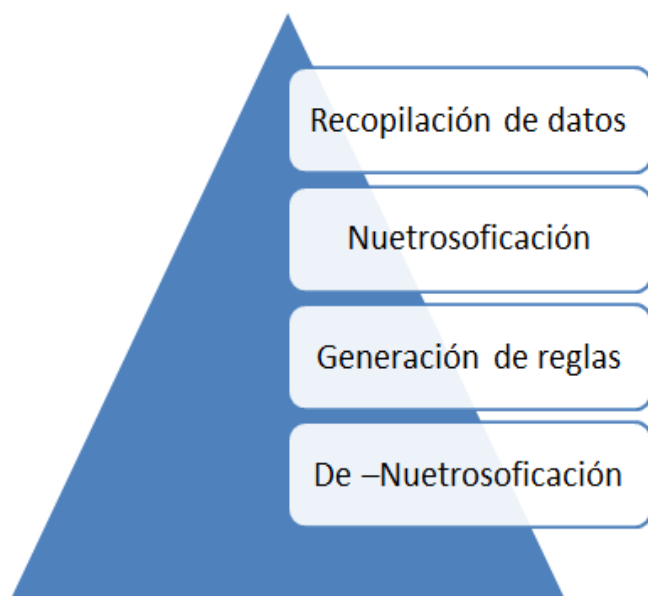 Recopilación de datos
Nuetrosoficación
Generación de reglas
De –Nuetrosoficación